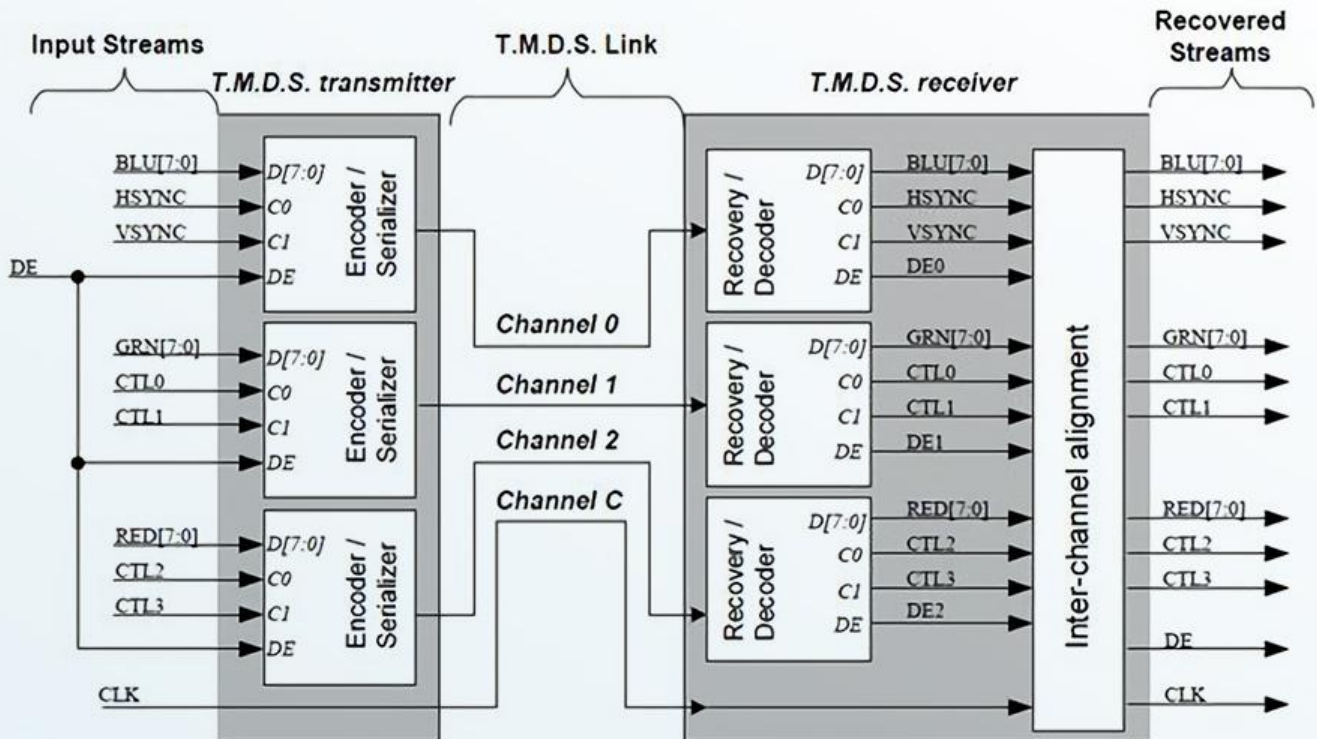 Input Streams
T.M.D.S. Link
Recovered
Streams
T.M.D.S. transmitter
T.M.D.S. receiver
BLU[7:0]
HSYNC
VSYNC
DE
D[7:0]
C0
C1
DE
Encoder /
Serializer
GRN[7:0]
CTL0
CTL1
D[7:0]
C0
C1
DE
Encoder /
Serializer
RED[7:0]
CTL2
CTL3
D[7:0]
C0
C1
DE
Encoder /
Serializer
CLK
Channel 0
Channel 1
Channel 2
Channel C
Recovery /
Decoder
D[7:0]
C0
C1
DE
BLU[7:0]
HSYNC
VSYNC
DE0
Recovery /
Decoder
D[7:0]
C0
C1
DE
GRN[7:0]
CTL0
CTL1
DE1
Recovery /
Decoder
D[7:0]
C0
C1
DE
RED[7:0]
CTL2
CTL3
DE2
Inter-channel alignment
BLU[7:0]
HSYNC
VSYNC
GRN[7:0]
CTL0
CTL1
RED[7:0]
CTL2
CTL3
DE
CLK